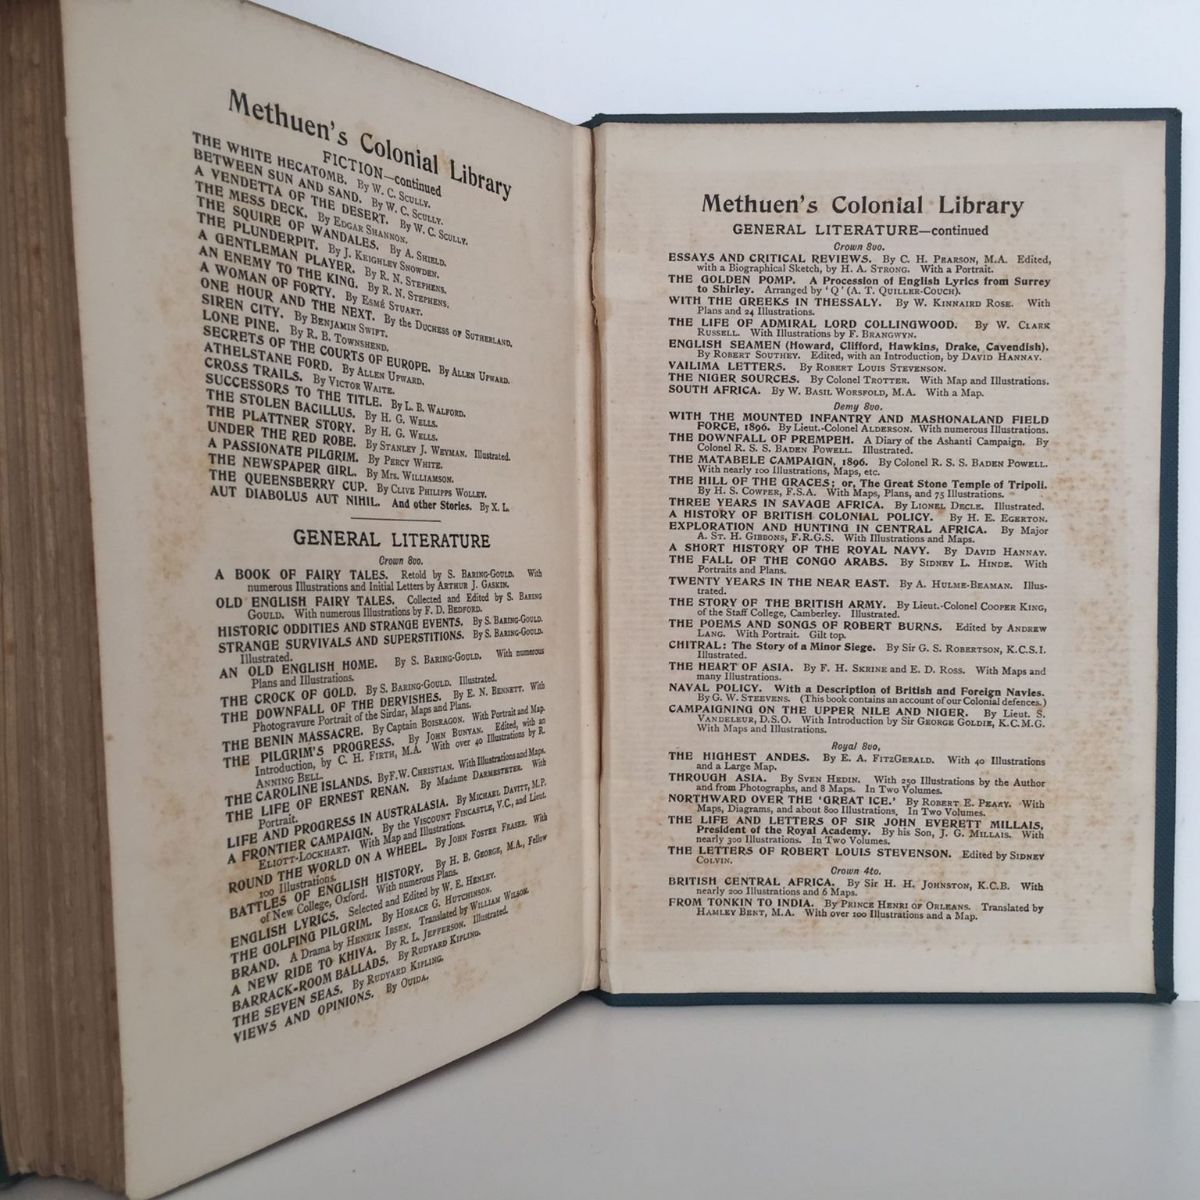 Methuen's Colonial Library
FICTION—continued
THE WHITE HECATOMB. By W. C. SCULLY.
BETWEEN SUN AND SAND. By W. C. SCULLY.
A VENDETTA OF THE DESERT. By W. C. SCULLY.
THE MESS DECK. By EDGAR SHANNON.
THE SQUIRE OF WANDALES. By A. SHIELD.
THE PLUNDERPIT. By J. KEIGHLEY SNOWDEN.
A GENTLEMAN PLAYER. By R. N. STEPHENS.
AN ENEMY TO THE KING. By R. N. STEPHENS.
A WOMAN OF FORTY. By ESMÉ STUART.
ONE HOUR AND THE NEXT. By the DUCHESS OF SUTHERLAND.
SIREN CITY. By BENJAMIN SWIFT.
LONE PINE. By R. B. TOWNSHEND.
SECRETS OF THE COURTS OF EUROPE. By ALLEN UPWARD.
ATHELSTANE FORD. By ALLEN UPWARD.
CROSS TRAILS. By VICTOR WAITE.
SUCCESSORS TO THE TITLE. By L. B. WALFORD.
THE STOLEN BACILLUS. By H. G. WELLS.
THE PLATTNER STORY. By H. G. WELLS.
UNDER THE RED ROBE. By STANLEY J. WEYMAN. Illustrated.
A PASSIONATE PILGRIM. By PERCY WHITE.
THE NEWSPAPER GIRL. By MRS. WILLIAMSON.
THE QUEENSBERRY CUP. By CLIVE PHILIPPS WOLLEY.
AUT DIABOLUS AUT NIHIL. And other Stories. By X. L.
GENERAL LITERATURE
Crown 8vo.
A BOOK OF FAIRY TALES. Retold by S. BARING-GOULD. With
numerous Illustrations and Initial Letters by ARTHUR J. GASKIN.
OLD ENGLISH FAIRY TALES. Collected and Edited by S. BARING
GOULD. With numerous Illustrations by F. D. BEDFORD.
HISTORIC ODDITIES AND STRANGE EVENTS. By S. BARING-GOULD.
STRANGE SURVIVALS AND SUPERSTITIONS. By S. BARING-GOULD.
Illustrated.
AN OLD ENGLISH HOME. By S. BARING-GOULD. With numerous
Plans and Illustrations.
THE CROCK OF GOLD. By S. BARING-GOULD. Illustrated.
THE DOWNFALL OF THE DERVISHES. By E. N. BENNETT. With
Photogravure Portrait of the Sirdar, Maps and Plans.
THE BENIN MASSACRE. By Captain BOISRAGON. With Portrait and Map.
THE PILGRIM'S PROGRESS. By JOHN BUNYAN. Edited, with an
Introduction, by C. H. FIRTH, M.A. With over 40 Illustrations by R.
ANNING BELL.
THE CAROLINE ISLANDS. By F. W. CHRISTIAN. With Illustrations and Maps.
THE LIFE OF ERNEST RENAN. By Madame DARMESTETER. With
Portrait.
LIFE AND PROGRESS IN AUSTRALASIA. By MICHAEL DAVITT, M.P.
A FRONTIER CAMPAIGN. By the VISCOUNT FINCASTLE, V.C., and Lieut.
ELIOTT-LOCKHART. With Map and Illustrations.
ROUND THE WORLD ON A WHEEL. By JOHN FOSTER FRASER. With
100 Illustrations.
BATTLES OF ENGLISH HISTORY. By H. B. GEORGE, M.A., Fellow
of New College, Oxford. With numerous Plans.
ENGLISH LYRICS. Selected and Edited by W. E. HENLEY.
THE GOLFING PILGRIM. By HORACE G. HUTCHINSON.
BRAND. A Drama by HENRIK IBSEN. Translated by WILLIAM WILSON.
A NEW RIDE TO KHIVA. By R. L. JEFFERSON. Illustrated.
BARRACK-ROOM BALLADS. By RUDYARD KIPLING.
THE SEVEN SEAS. By RUDYARD KIPLING.
VIEWS AND OPINIONS. By OUIDA.
Methuen's Colonial Library
GENERAL LITERATURE—continued
Crown 8vo.
ESSAYS AND CRITICAL REVIEWS. By C. H. PEARSON, M.A. Edited,
with a Biographical Sketch, by H. A. STRONG. With a Portrait.
THE GOLDEN POMP. A Procession of English Lyrics from Surrey
to Shirley. Arranged by 'Q' (A. T. QUILLER-COUCH).
WITH THE GREEKS IN THESSALY. By W. KINNAIRD ROSE. With
Plans and 24 Illustrations.
THE LIFE OF ADMIRAL LORD COLLINGWOOD. By W. CLARK
RUSSELL. With Illustrations by F. BRANGWYN.
ENGLISH SEAMEN (Howard, Clifford, Hawkins, Drake, Cavendish).
By ROBERT SOUTHEY. Edited, with an Introduction, by DAVID HANNAY.
VAILIMA LETTERS. By ROBERT LOUIS STEVENSON.
THE NIGER SOURCES. By Colonel TROTTER. With Map and Illustrations.
SOUTH AFRICA. By W. BASIL WORSFOLD, M.A. With a Map.
Demy 8vo.
WITH THE MOUNTED INFANTRY AND MASHONALAND FIELD
FORCE, 1896. By Lieut.-Colonel ALDERSON. With numerous Illustrations.
THE DOWNFALL OF PREMPEH. A Diary of the Ashanti Campaign. By
Colonel R. S. S. BADEN POWELL. Illustrated.
THE MATABELE CAMPAIGN, 1896. By Colonel R. S. S. BADEN POWELL.
With nearly 100 Illustrations, Maps, etc.
THE HILL OF THE GRACES; or, The Great Stone Temple of Tripoli.
By H. S. COWPER, F.S.A. With Maps, Plans, and 75 Illustrations.
THREE YEARS IN SAVAGE AFRICA. By LIONEL DECLE. Illustrated.
A HISTORY OF BRITISH COLONIAL POLICY. By H. E. EGERTON.
EXPLORATION AND HUNTING IN CENTRAL AFRICA. By Major
A. ST. H. GIBBONS, F.R.G.S. With Illustrations and Maps.
A SHORT HISTORY OF THE ROYAL NAVY. By DAVID HANNAY.
THE FALL OF THE CONGO ARABS. By SIDNEY L. HINDE. With
Portraits and Plans.
TWENTY YEARS IN THE NEAR EAST. By A. HULME-BEAMAN. Illus-
trated.
THE STORY OF THE BRITISH ARMY. By Lieut.-Colonel COOPER KING,
of the Staff College, Camberley. Illustrated.
THE POEMS AND SONGS OF ROBERT BURNS. Edited by ANDREW
LANG. With Portrait. Gilt top.
CHITRAL: The Story of a Minor Siege. By Sir G. S. ROBERTSON, K.C.S.I.
Illustrated.
THE HEART OF ASIA. By F. H. SKRINE and E. D. ROSS. With Maps and
many Illustrations.
NAVAL POLICY. With a Description of British and Foreign Navies.
By G. W. STEEVENS. (This book contains an account of our Colonial defences.)
CAMPAIGNING ON THE UPPER NILE AND NIGER. By Lieut. S.
VANDELEUR, D.S.O. With Introduction by Sir GEORGE GOLDIE, K.C.M.G.
With Maps and Illustrations.
Royal 8vo,
THE HIGHEST ANDES. By E. A. FITZGERALD. With 40 Illustrations
and a Large Map.
THROUGH ASIA. By SVEN HEDIN. With 250 Illustrations by the Author
and from Photographs, and 8 Maps. In Two Volumes.
NORTHWARD OVER THE 'GREAT ICE.' By ROBERT E. PEARY. With
Maps, Diagrams, and about 800 Illustrations, In Two Volumes.
THE LIFE AND LETTERS OF SIR JOHN EVERETT MILLAIS,
President of the Royal Academy. By his Son, J. G. MILLAIS. With
nearly 300 Illustrations. In Two Volumes.
THE LETTERS OF ROBERT LOUIS STEVENSON. Edited by SIDNEY
COLVIN.
Crown 4to.
BRITISH CENTRAL AFRICA. By Sir H. H. JOHNSTON, K.C.B. With
nearly 200 Illustrations and 6 Maps.
FROM TONKIN TO INDIA. By PRINCE HENRI OF ORLEANS. Translated by
HAMLEY BENT, M.A. With over 100 Illustrations and a Map.